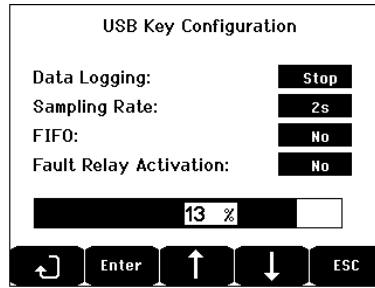 USB Key Configuration
Data Logging: Stop
Sampling Rate: 2s
FIFO: No
Fault Relay Activation: No
13 %
Enter ESC